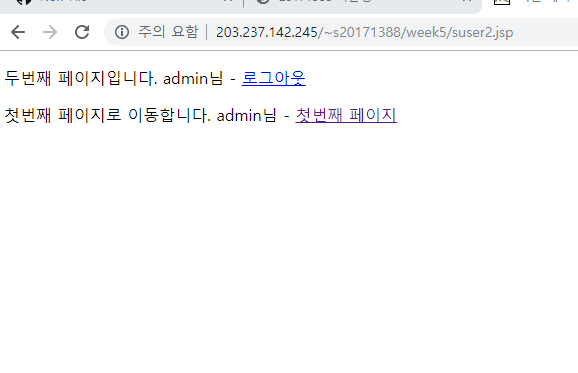 주의 요함 203.237.142.245/~s20171388/week5/suser2.jsp
두번째 페이지입니다. admin님 - 로그아웃
첫번째 페이지로 이동합니다. admin님 - 첫번째 페이지